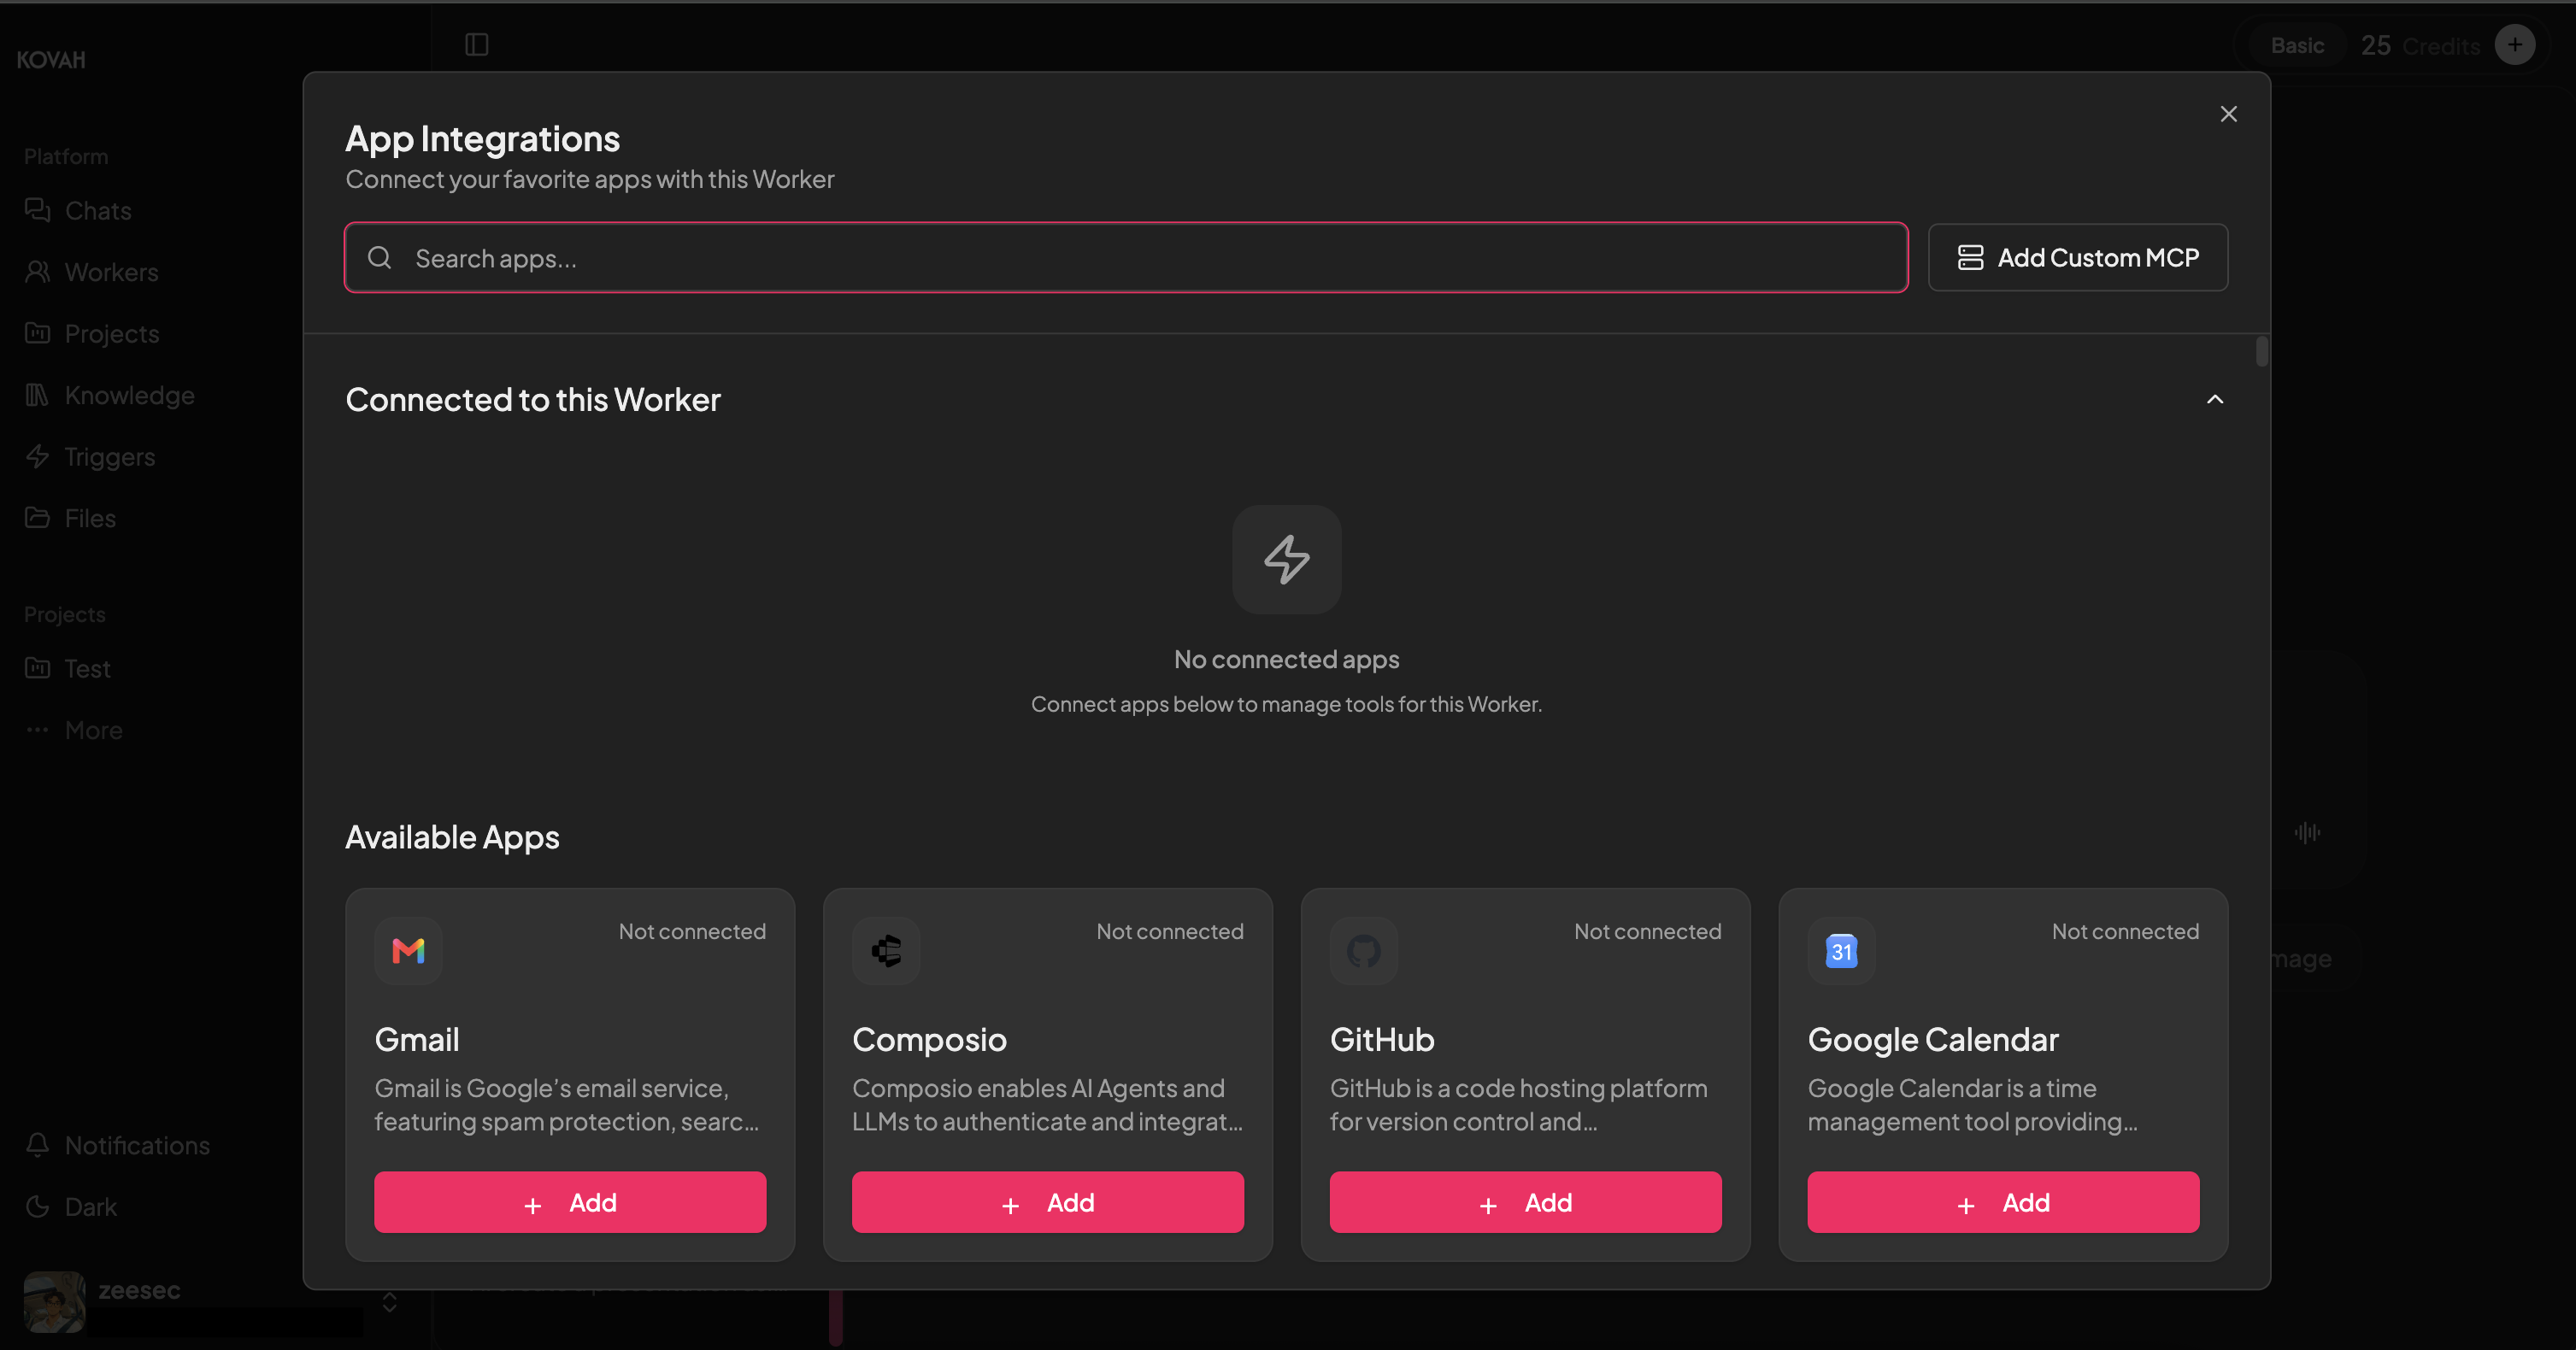 KOVAH
Basic 25 Credits
Platform
Chats
Workers
Projects
Knowledge
Triggers
Files
Projects
Test
More
Notifications
Dark
zeesec
App Integrations
Connect your favorite apps with this Worker
Search apps...
Add Custom MCP
Connected to this Worker
No connected apps
Connect apps below to manage tools for this Worker.
Available Apps
Not connected
Gmail
Gmail is Google's email service,
featuring spam protection, searc...
+ Add
Not connected
Composio
Composio enables AI Agents and
LLMs to authenticate and integrat...
+ Add
Not connected
GitHub
GitHub is a code hosting platform
for version control and...
+ Add
31
Not connected
Google Calendar
Google Calendar is a time
management tool providing...
+ Add
mage